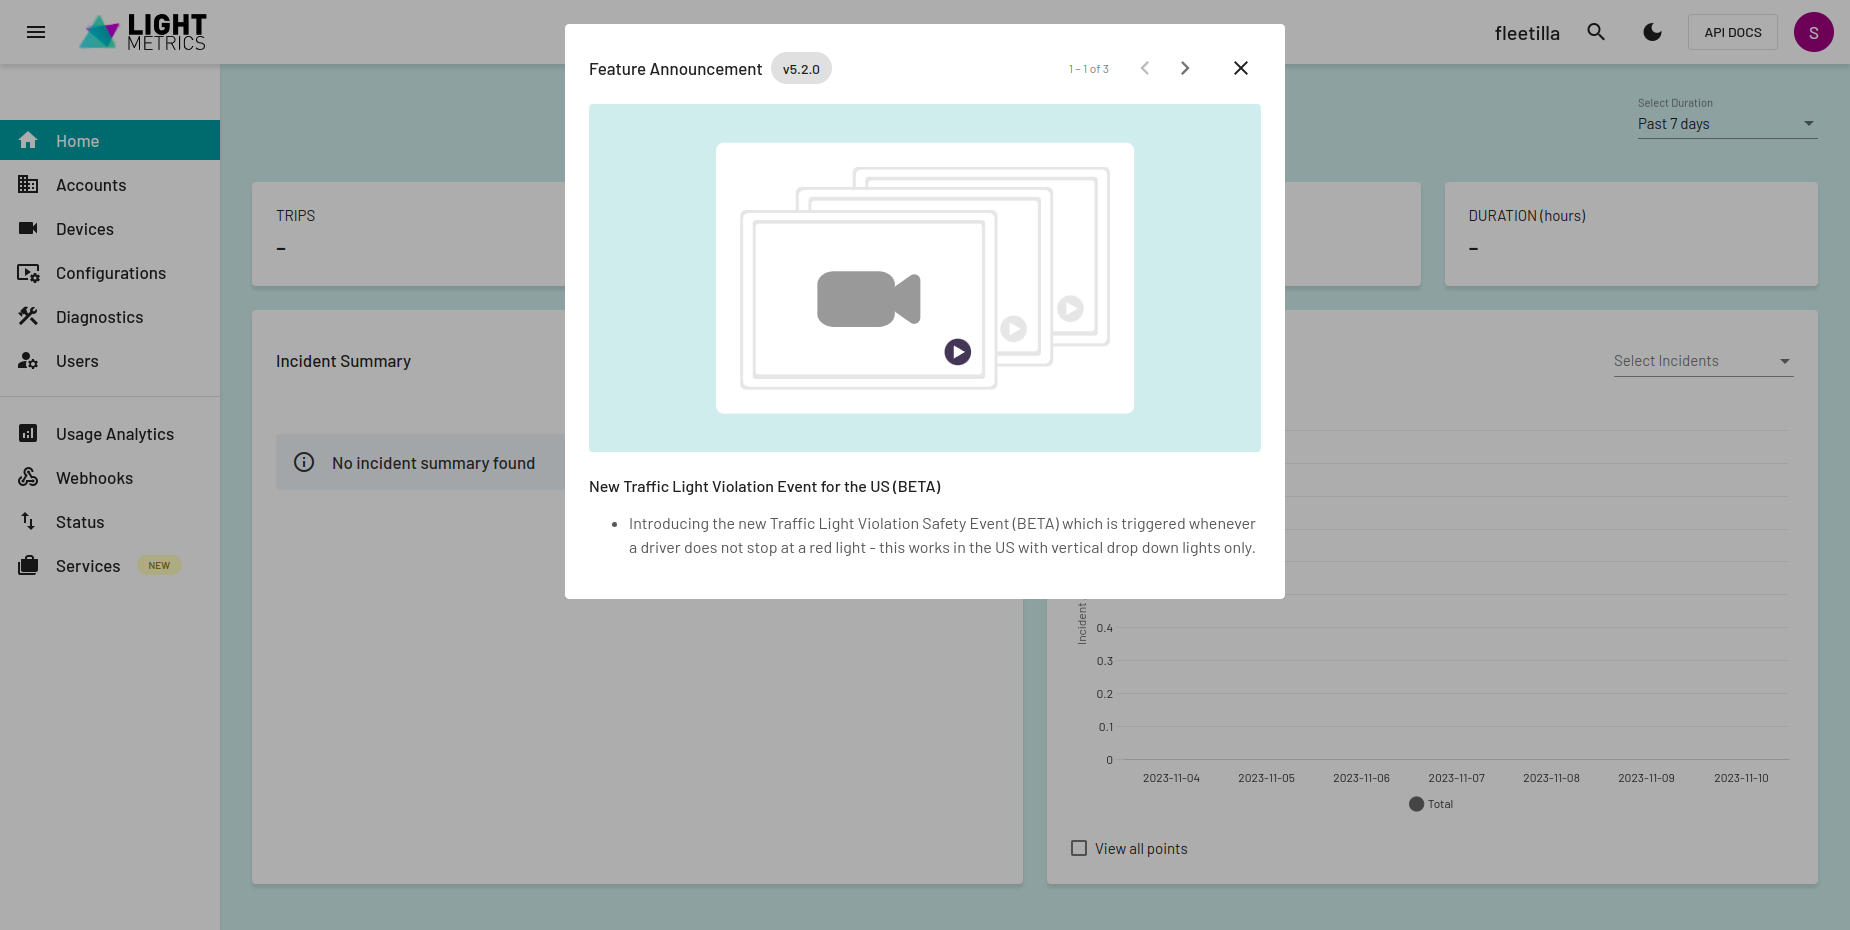 LIGHT
METRICS
fleetilla
API DOCS
S
Home
Accounts
Devices
Configurations
Diagnostics
Users
Usage Analytics
Webhooks
Status
Services NEW
Feature Announcement v5.2.0 1 - 1 of 3
New Traffic Light Violation Event for the US (BETA)
• Introducing the new Traffic Light Violation Safety Event (BETA) which is triggered whenever
a driver does not stop at a red light - this works in the US with vertical drop down lights only.
Select Duration
Past 7 days
TRIPS
–
DURATION (hours)
–
Incident Summary
No incident summary found
Select Incidents
Incident
0.4
0.3
0.2
0.1
0
2023-11-04 2023-11-05 2023-11-06 2023-11-07 2023-11-08 2023-11-09 2023-11-10
Total
View all points